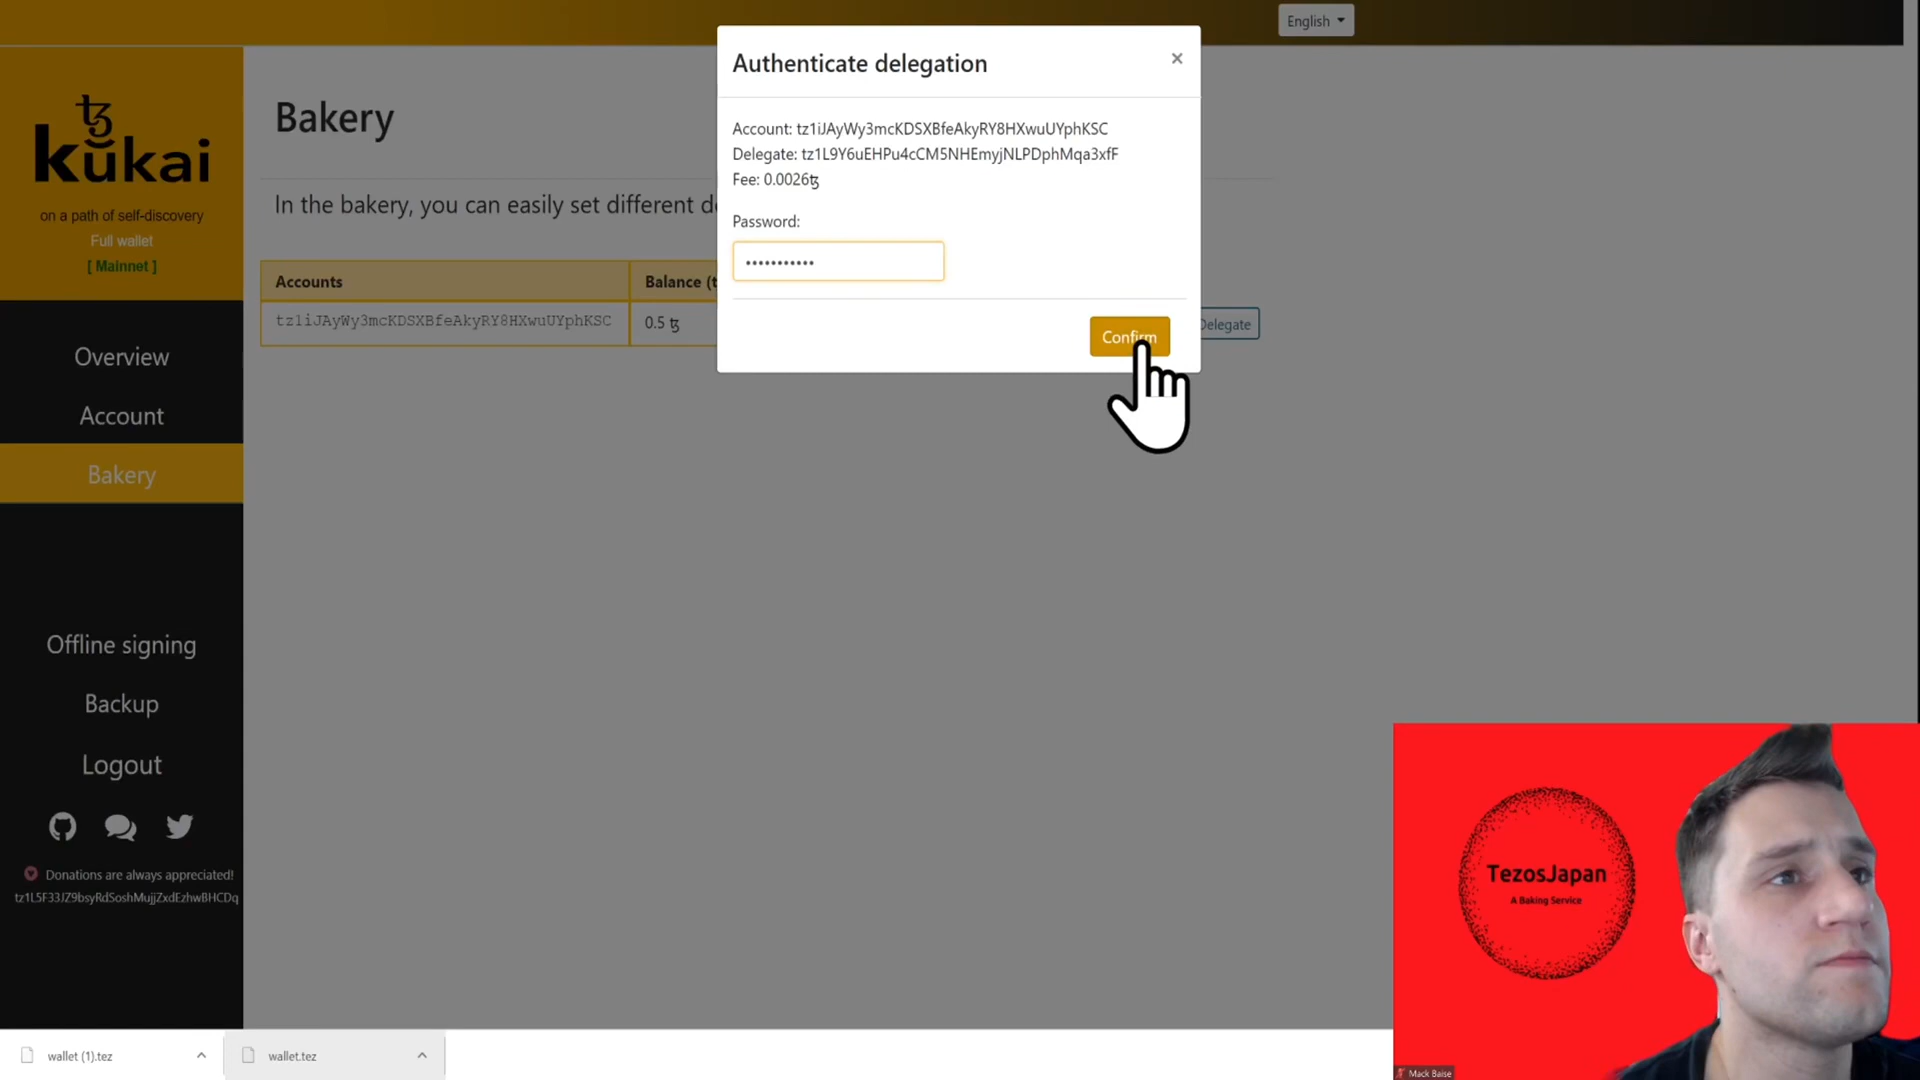 English
ꜩ
kukai
on a path of self-discovery
Full wallet
[ Mainnet ]
Overview
Account
Bakery
Offline signing
Backup
Logout
Donations are always appreciated!
tz1L5F33JZ9bsyRdSoshMujjZxdEzhwBHCDq
Bakery
In the bakery, you can easily set different d
Accounts
Balance (t
tz1iJAyWy3mcKDSXBfeAkyRY8HXwuUYphKSC
0.5 ꜩ
Delegate
Authenticate delegation
×
Account: tz1iJAyWy3mcKDSXBfeAkyRY8HXwuUYphKSC
Delegate: tz1L9Y6uEHPu4cCM5NHEmyjNLPDphMqa3xfF
Fee: 0.0026ꜩ
Password:
•••••••••••
Confirm
TezosJapan
A Baking Service
Mack Baise
wallet (1).tez
wallet.tez